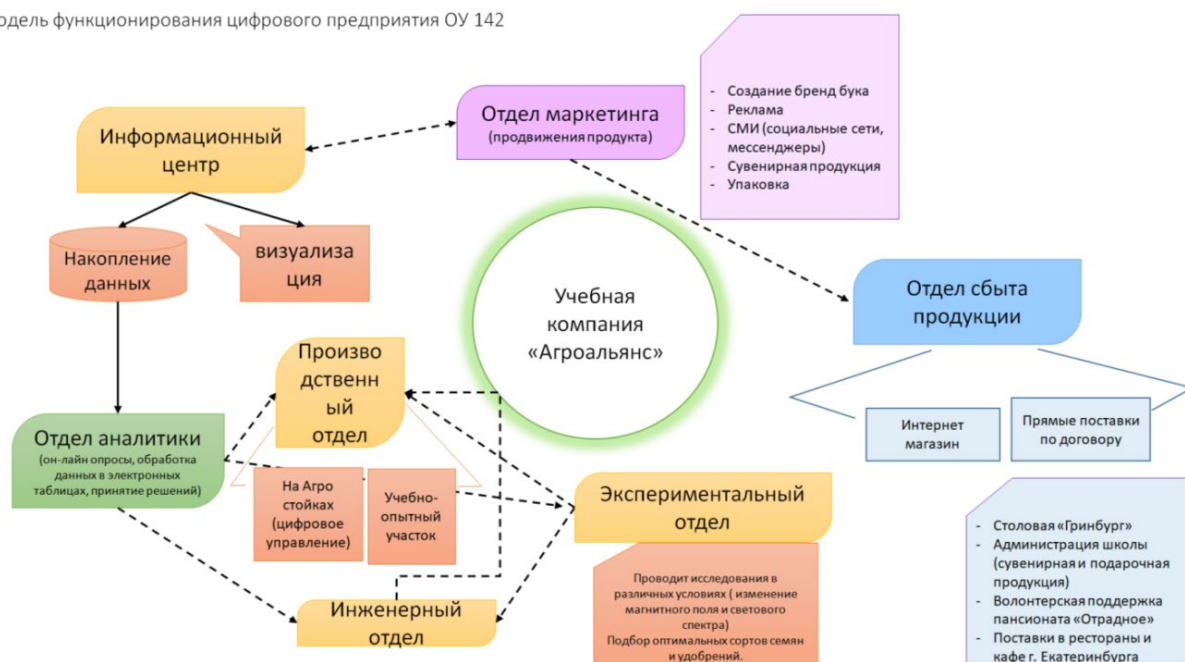 одель функционирования цифрового предприятия ОУ 142
Информационный
центр
Отдел маркетинга
(продвижения продукта)
- Создание бренд бука
- Реклама
- СМИ (социальные сети,
мессенджеры)
- Сувенирная продукция
- Упаковка
Накопление
данных
визуализа
ция
Учебная
компания
«Агроальянс»
Отдел сбыта
продукции
Интернет
магазин
Прямые поставки
по договору
Произво
дственн
ый
отдел
Отдел аналитики
(он-лайн опросы, обработка
данных в электронных
таблицах, принятие решений)
На Агро
стойках
(цифровое
управление)
Учебно-
опытный
участок
Экспериментальный
отдел
Проводит исследования в
различных условиях ( изменение
магнитного поля и светового
спектра)
Подбор оптимальных сортов семян
и удобрений.
Инженерный
отдел
- Столовая «Гринбург»
- Администрация школы
(сувенирная и подарочная
продукция)
- Волонтерская поддержка
пансионата «Отрадное»
- Поставки в рестораны и
кафе г. Екатеринбурга